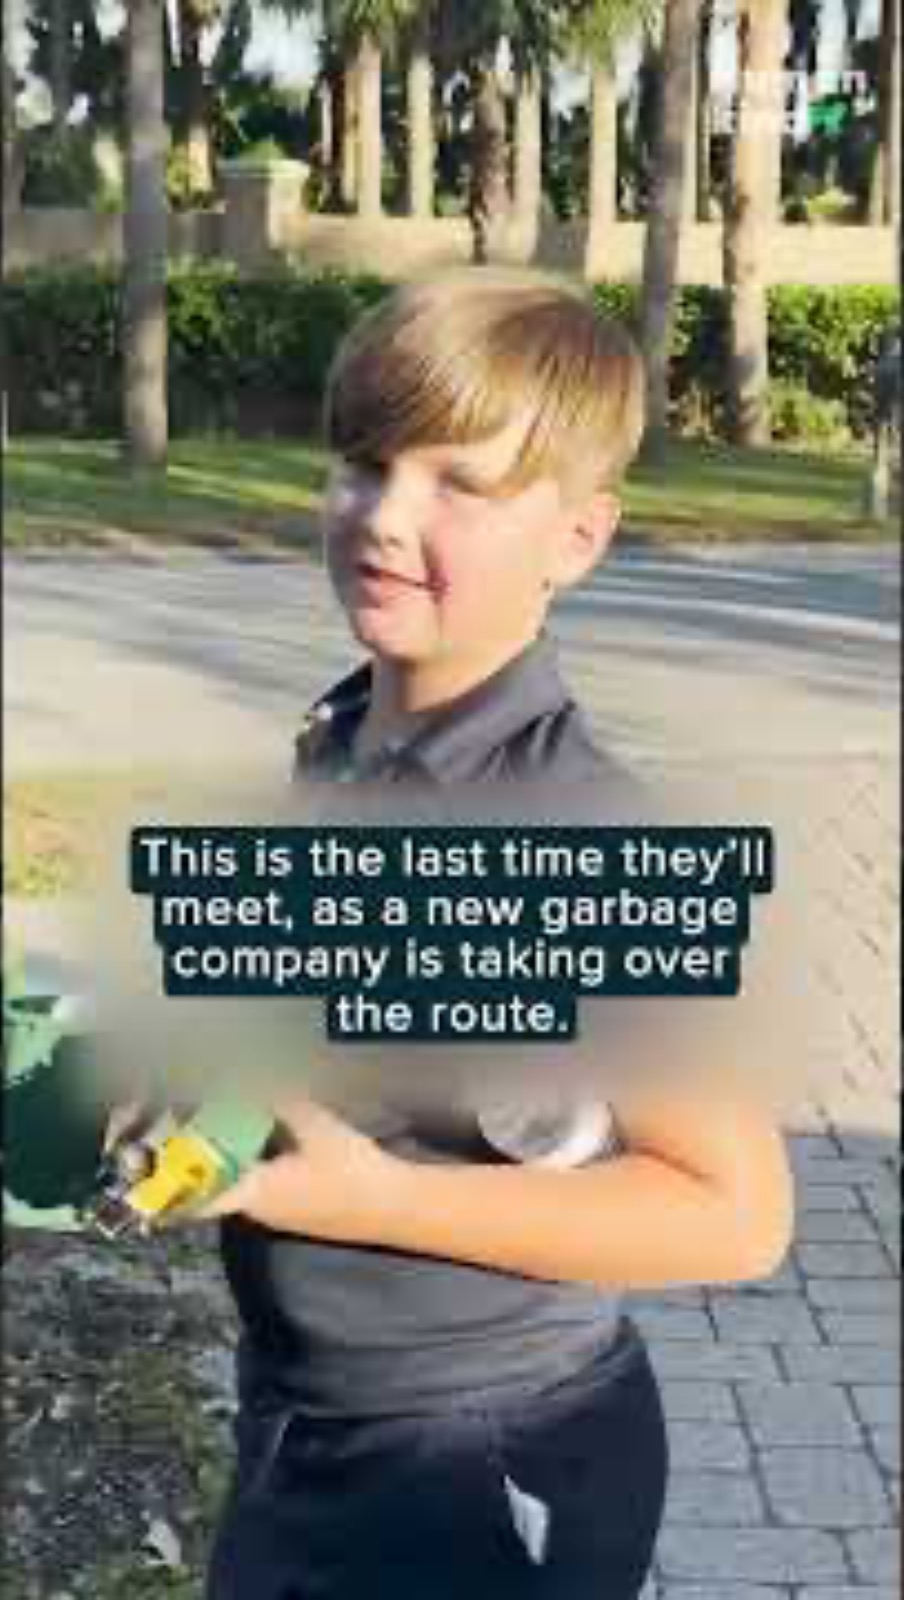 This is the last time they'll
meet, as a new garbage
company is taking over
the route.